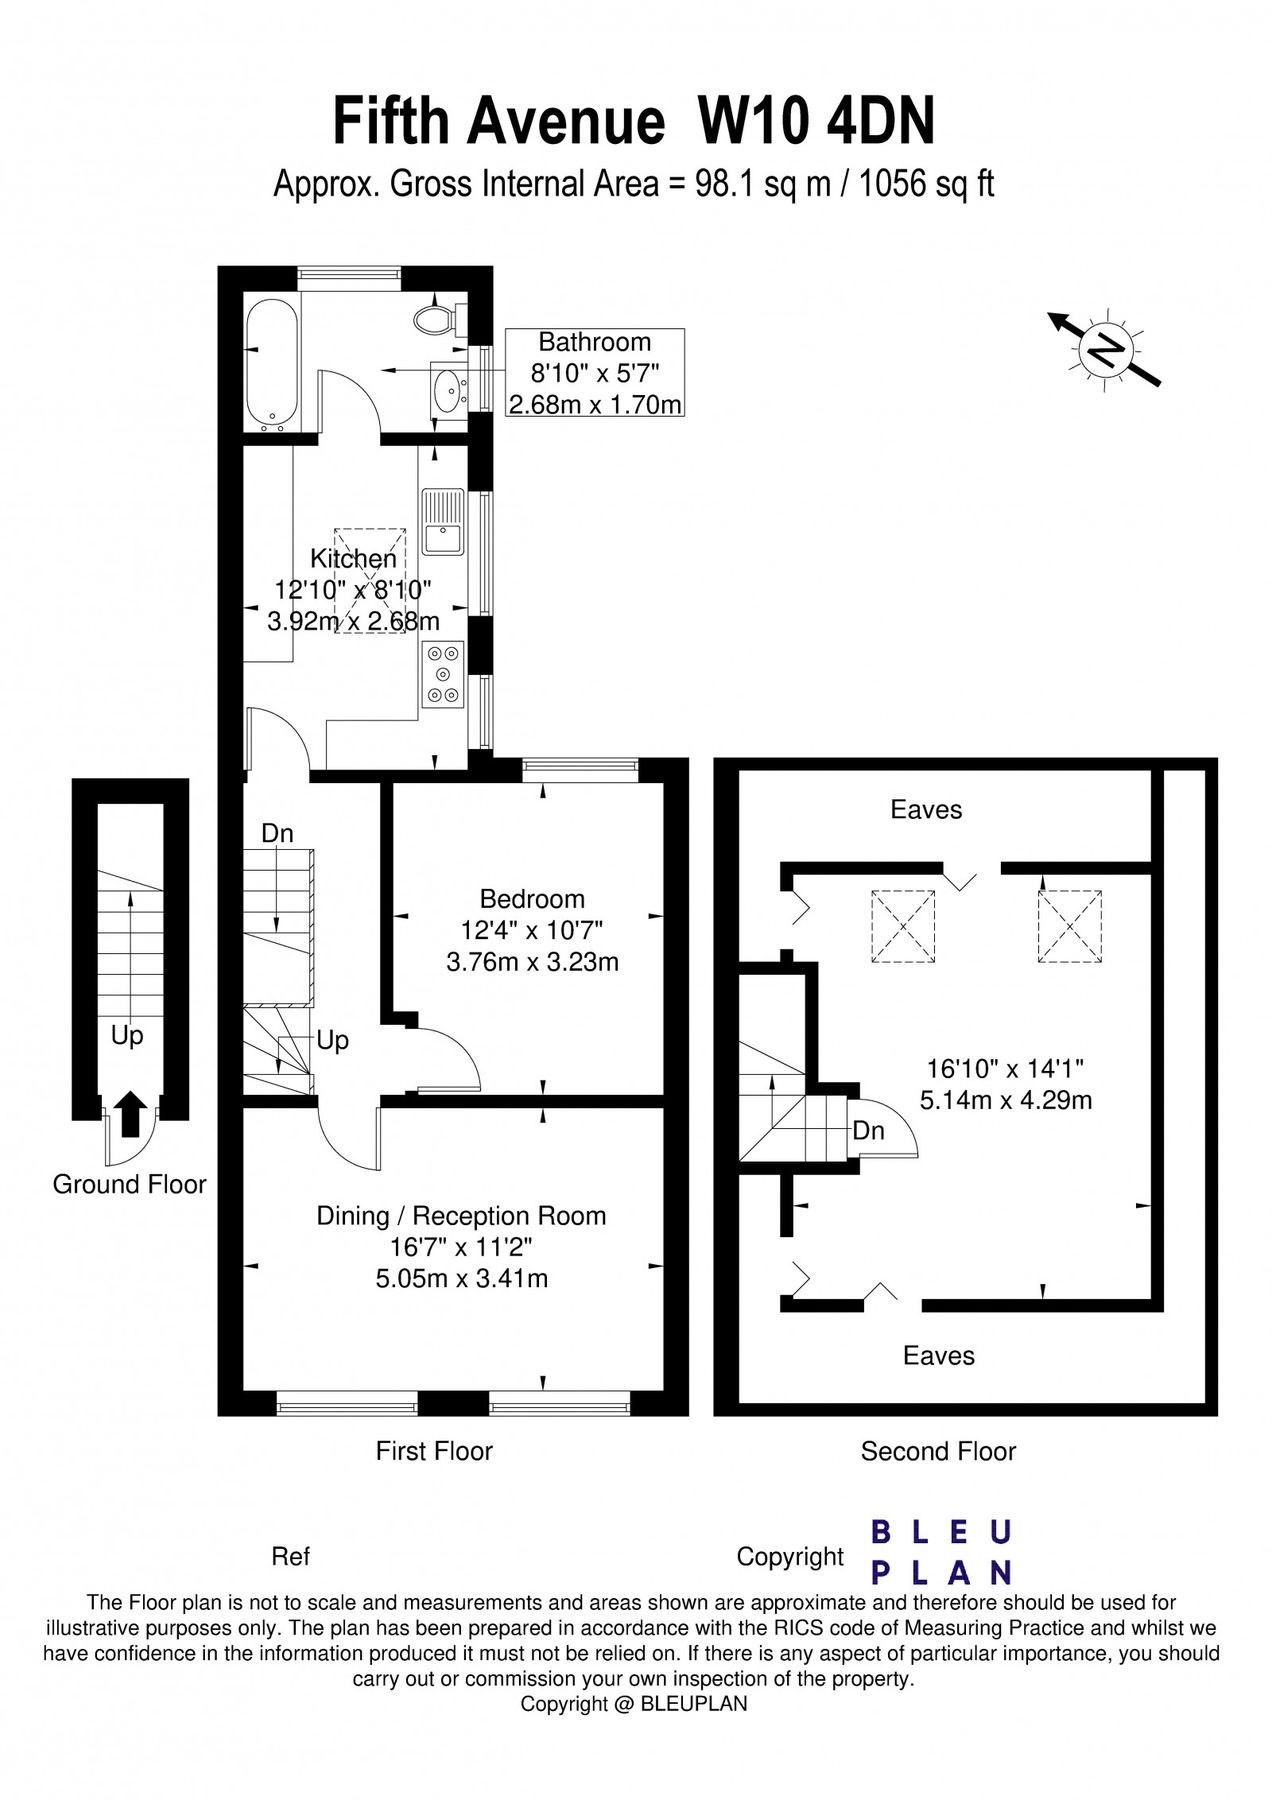 Fifth Avenue W10 4DN
Approx. Gross Internal Area = 98.1 sq m / 1056 sq ft
N
Bathroom
8'10" x 5'7"
2.68m x 1.70m
Kitchen
12'10" x 8'10"
3.92m x 2.68m
Dn
Bedroom
12'4" x 10'7"
3.76m x 3.23m
Up
Up
Ground Floor
Dining / Reception Room
16'7" x 11'2"
5.05m x 3.41m
First Floor
Eaves
16'10" x 14'1"
5.14m x 4.29m
Dn
Eaves
Second Floor
Ref
Copyright
BLEU
PLAN
The Floor plan is not to scale and measurements and areas shown are approximate and therefore should be used for
illustrative purposes only. The plan has been prepared in accordance with the RICS code of Measuring Practice and whilst we
have confidence in the information produced it must not be relied on. If there is any aspect of particular importance, you should
carry out or commission your own inspection of the property.
Copyright @ BLEUPLAN